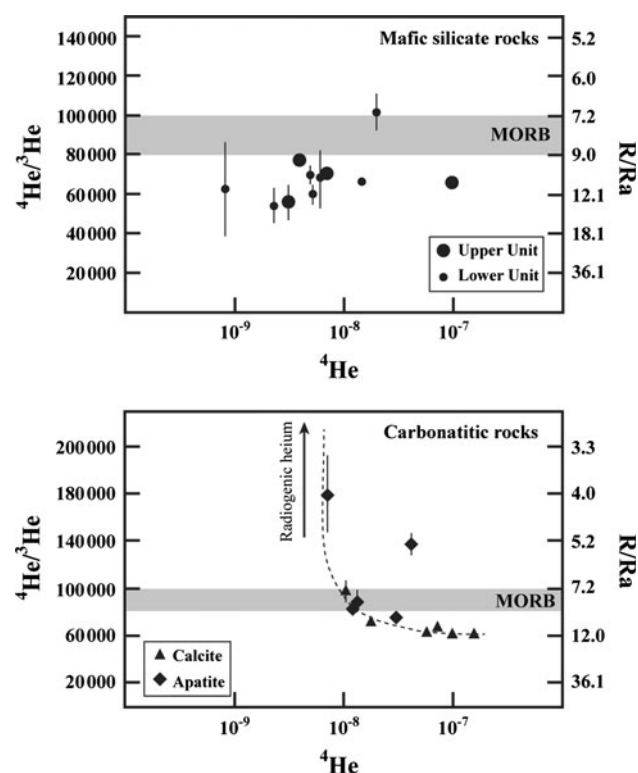 Mafic silicate rocks
140000
120000
100000
80000
60000
40000
20000
⁴He/³He
5.2
6.0
7.2
9.0
12.1
18.1
36.1
R/Ra
MORB
Upper Unit
Lower Unit
10⁻⁹
10⁻⁸
10⁻⁷
⁴He
Carbonatitic rocks
200000
180000
140000
100000
60000
20000
⁴He/³He
3.3
4.0
5.2
7.2
12.0
36.1
R/Ra
Radiogenic heium
MORB
Calcite
Apatite
10⁻⁹
10⁻⁸
10⁻⁷
⁴He